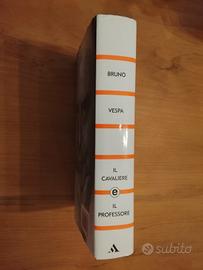 BRUNO
VESPA
IL
CAVALIERE
e
IL
PROFESSORE
subito